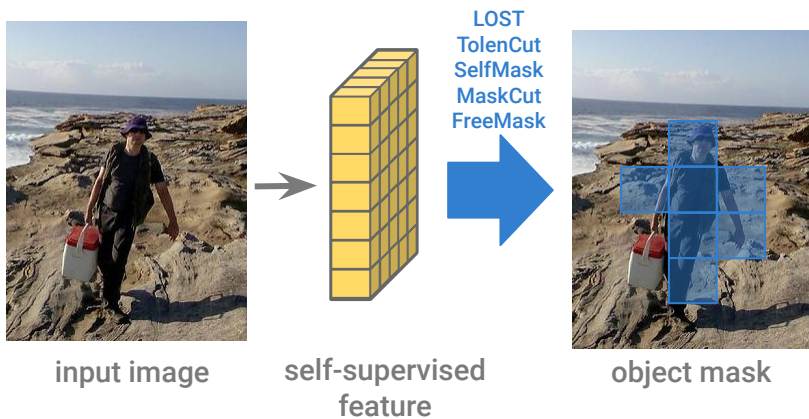 LOST
TolenCut
SelfMask
MaskCut
FreeMask
input image
self-supervised
feature
object mask